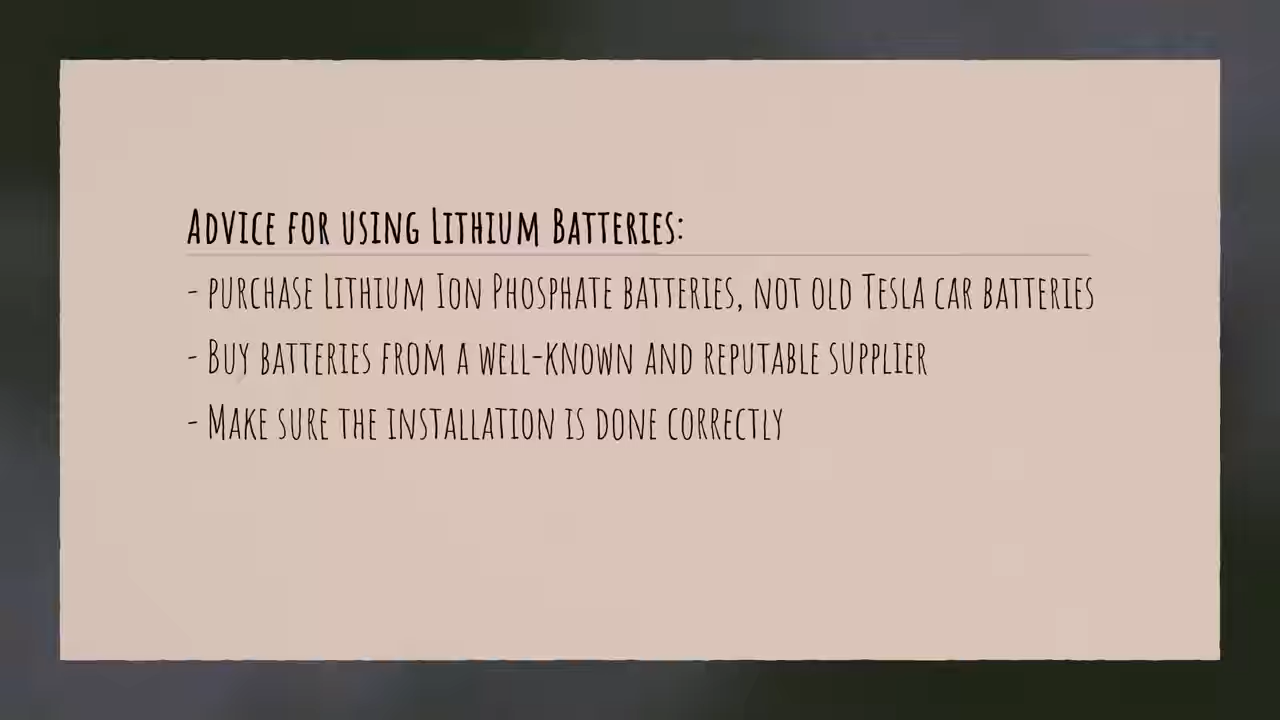 Advice for using Lithium Batteries:
- purchase Lithium Ion Phosphate batteries, not old Tesla car batteries
- Buy batteries from a well-known and reputable supplier
- Make sure the installation is done correctly